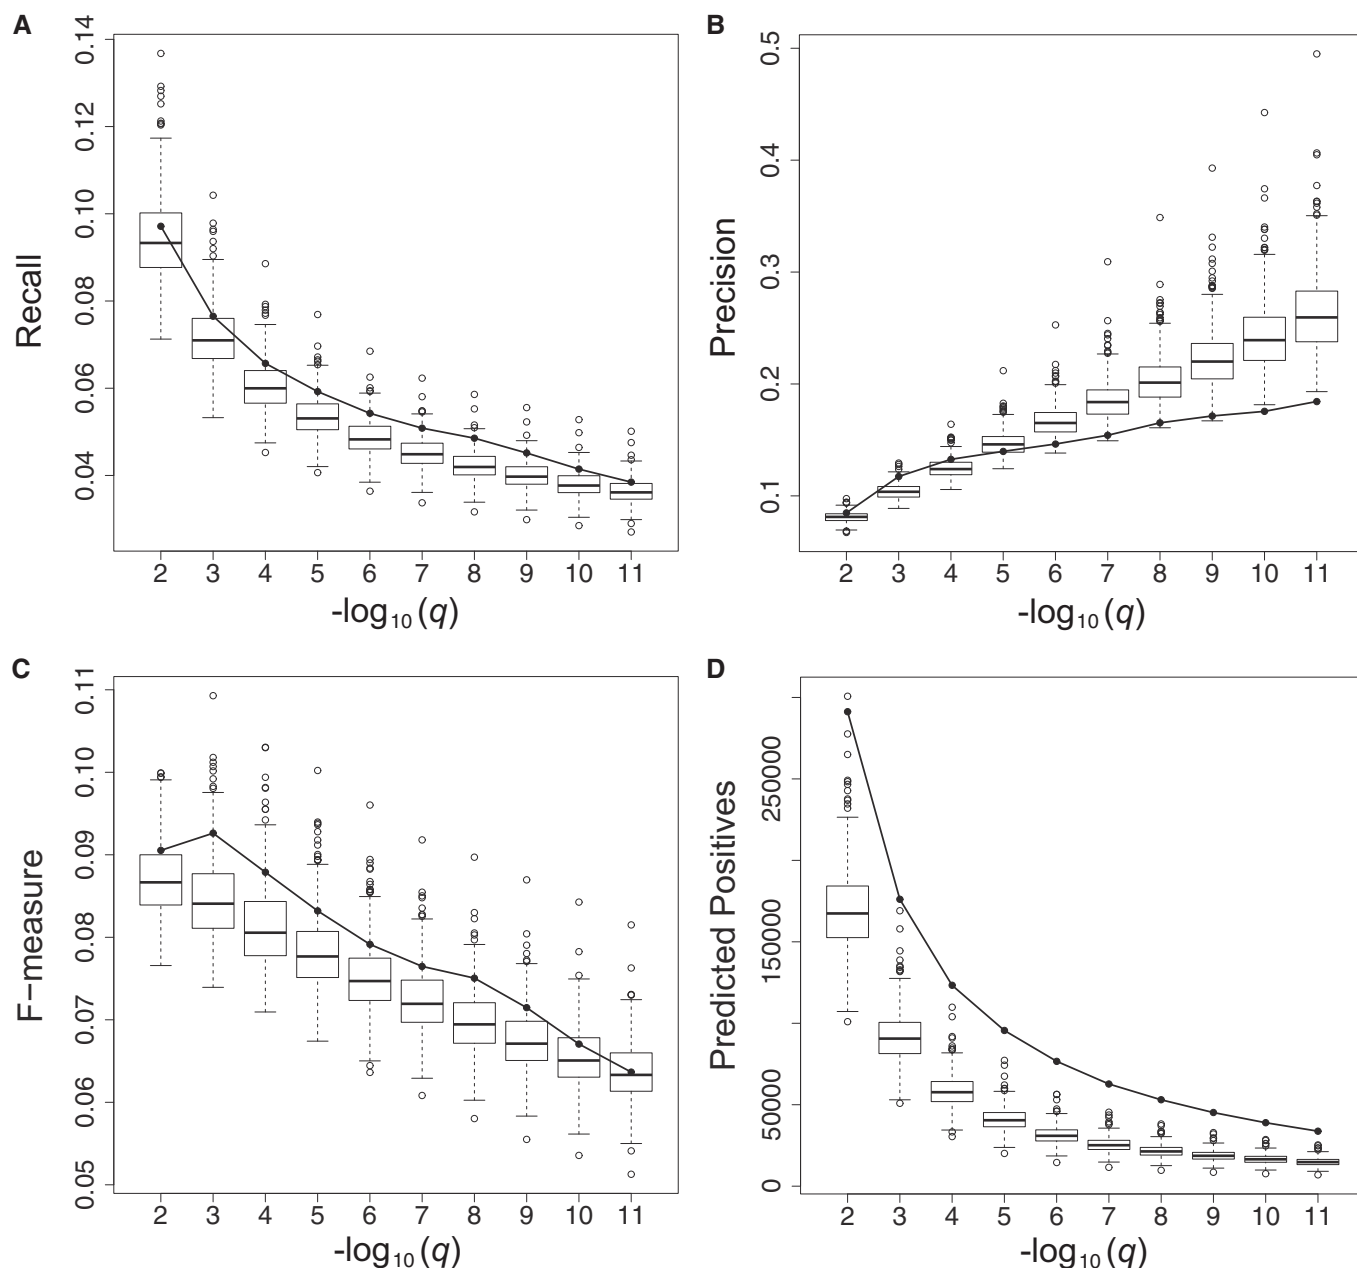 A
Recall
0.14
0.12
0.10
0.08
0.06
0.04
2 3 4 5 6 7 8 9 10 11
-log10 (q)
B
Precision
0.5
0.4
0.3
0.2
0.1
2 3 4 5 6 7 8 9 10 11
-log10 (q)
C
F−measure
0.11
0.10
0.09
0.08
0.07
0.06
0.05
2 3 4 5 6 7 8 9 10 11
-log10 (q)
D
Predicted Positives
250000
150000
50000
0
2 3 4 5 6 7 8 9 10 11
-log10 (q)